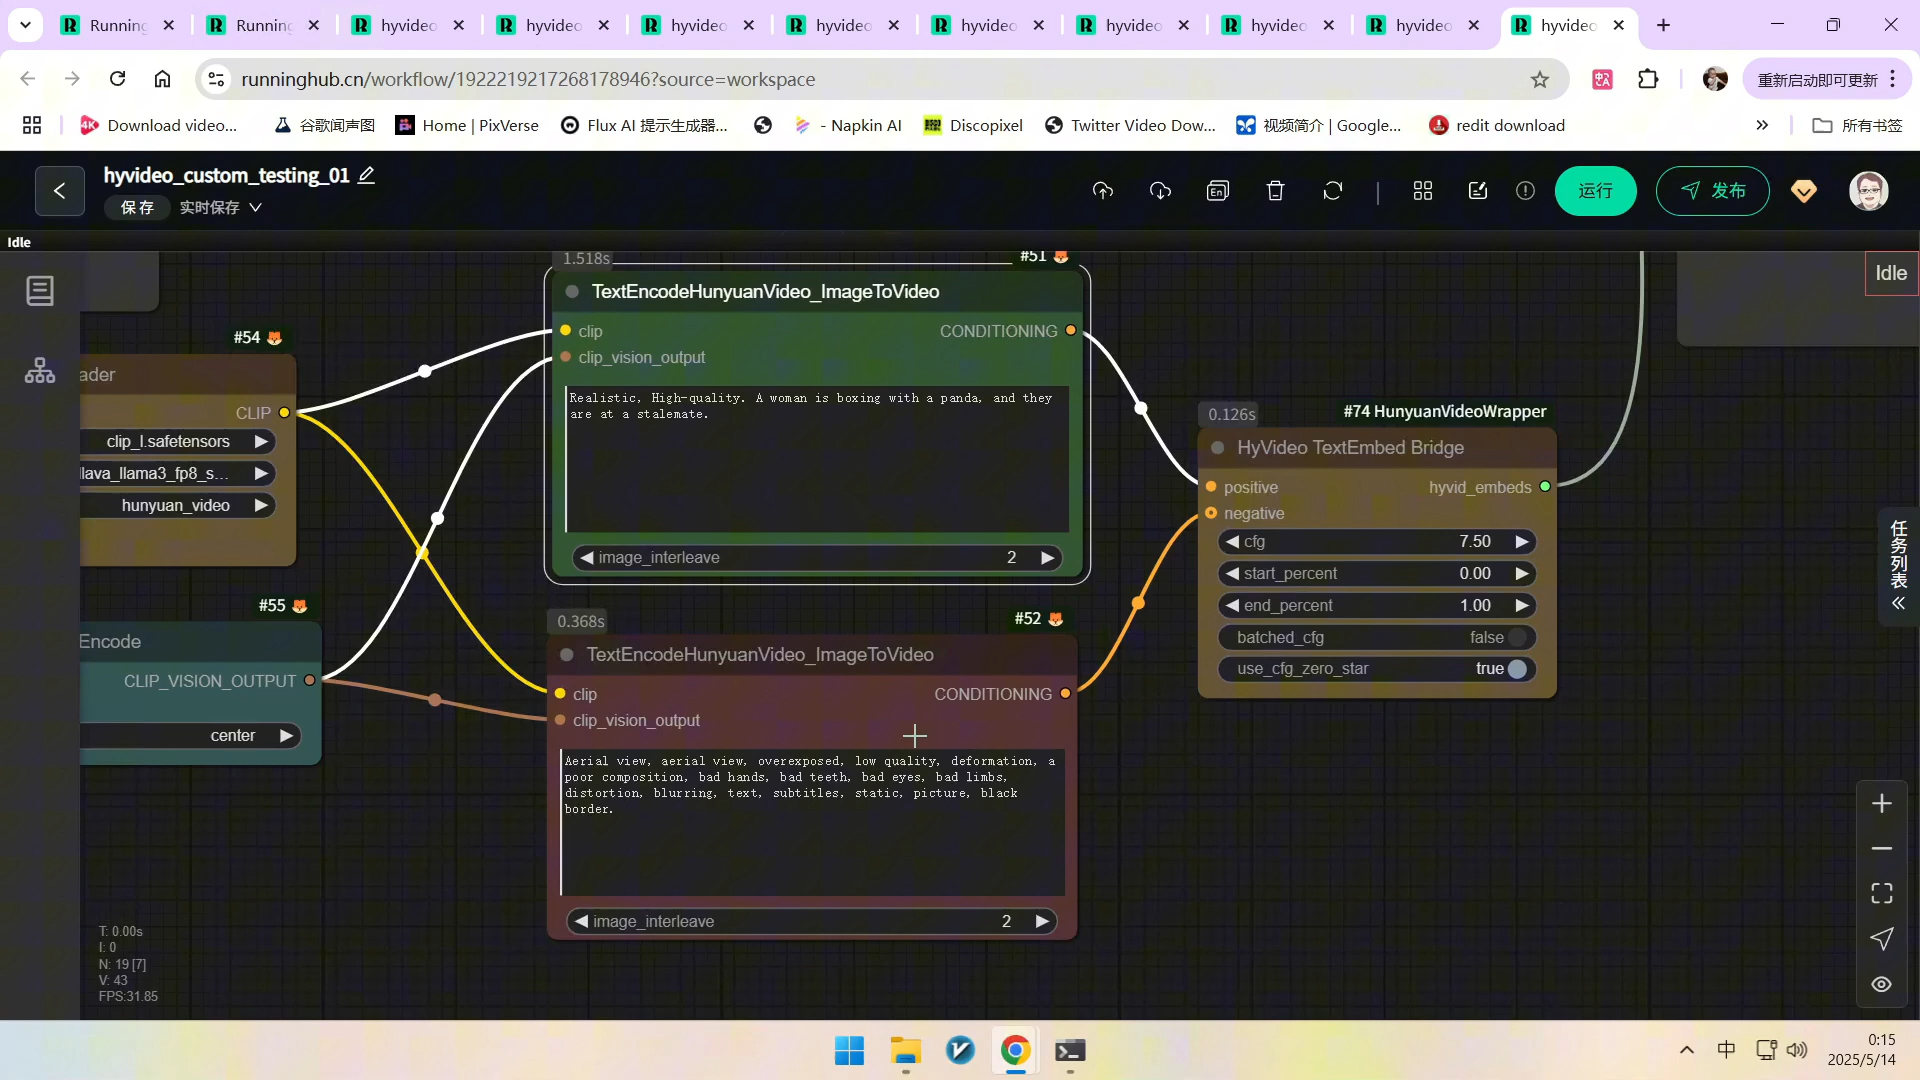 Running
Running
hyvideo
hyvideo
hyvideo
hyvideo
hyvideo
hyvideo
hyvideo
hyvideo
hyvideo
runninghub.cn/workflow/1922219217268178946?source=workspace
重新启动即可更新
Download video...
谷歌闻声图
Home | PixVerse
Flux AI 提示生成器...
- Napkin AI
Discopixel
Twitter Video Dow...
视频简介 | Google...
redit download
所有书签
hyvideo_custom_testing_01
保存
实时保存
En
运行
发布
Idle
Idle
1.518s
#51
TextEncodeHunyuanVideo_ImageToVideo
clip
CONDITIONING
clip_vision_output
Realistic, High-quality. A woman is boxing with a panda, and they
are at a stalemate.
image_interleave
2
#54
ader
CLIP
clip_l.safetensors
llava_llama3_fp8_s...
hunyuan_video
#55
Encode
CLIP_VISION_OUTPUT
center
0.368s
#52
TextEncodeHunyuanVideo_ImageToVideo
clip
CONDITIONING
clip_vision_output
Aerial view, aerial view, overexposed, low quality, deformation, a
poor composition, bad hands, bad teeth, bad eyes, bad limbs,
distortion, blurring, text, subtitles, static, picture, black
border.
image_interleave
2
0.126s
#74 HunyuanVideoWrapper
HyVideo TextEmbed Bridge
positive
hyvid_embeds
negative
cfg
7.50
start_percent
0.00
end_percent
1.00
batched_cfg
false
use_cfg_zero_star
true
任务列表
T: 0.00s
I: 0
N: 19 [7]
V: 43
FPS:31.85
中
0:15
2025/5/14